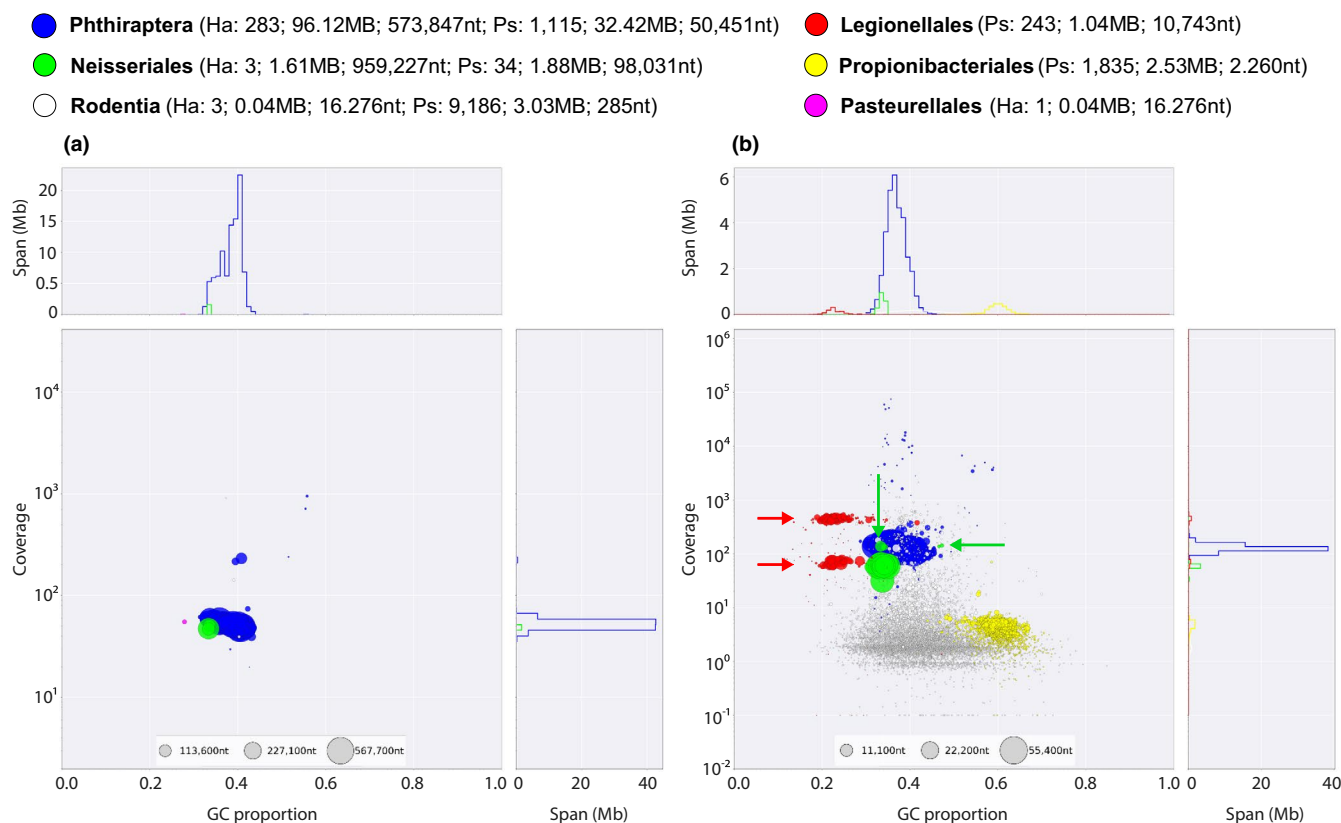 Phthiraptera (Ha: 283; 96.12MB; 573,847nt; Ps: 1,115; 32.42MB; 50,451nt)
Legionellales (Ps: 243; 1.04MB; 10,743nt)
Neisseriales (Ha: 3; 1.61MB; 959,227nt; Ps: 34; 1.88MB; 98,031nt)
Propionibacteriales (Ps: 1,835; 2.53MB; 2.260nt)
Rodentia (Ha: 3; 0.04MB; 16.276nt; Ps: 9,186; 3.03MB; 285nt)
Pasteurellales (Ha: 1; 0.04MB; 16.276nt)
(a)
Span (Mb)
20
15
10
0.5
0
Coverage
10^4
10^3
10^2
10^1
113,600nt 227,100nt 567,700nt
0.0 0.2 0.4 0.6 0.8 1.0
GC proportion
0 20 40
Span (Mb)
(b)
Span (Mb)
6
4
2
0
Coverage
10^6
10^5
10^4
10^3
10^2
10^1
10^0
10^-1
10^-2
11,100nt 22,200nt 55,400nt
0.0 0.2 0.4 0.6 0.8 1.0
GC proportion
0 20 30 40
Span (Mb)